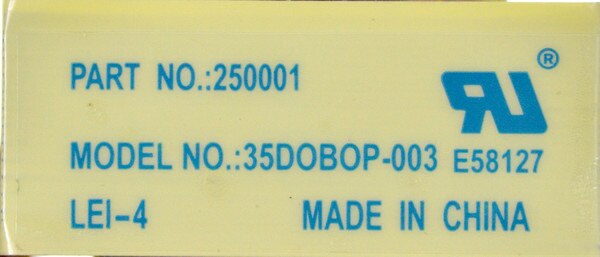 PART NO.:250001
®
MODEL NO.:35DOBOP-003 E58127
LEI-4 MADE IN CHINA